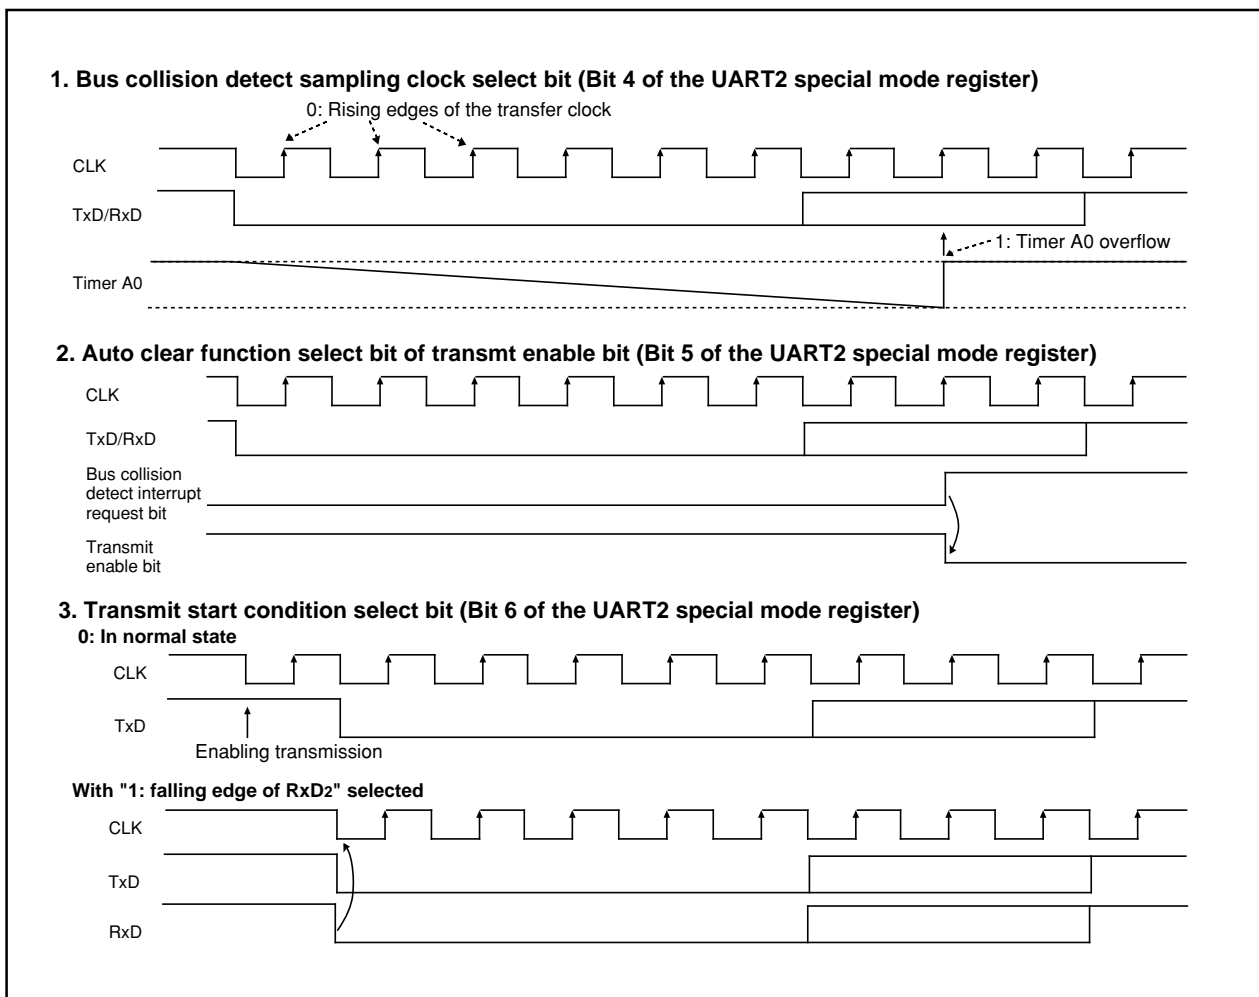 1. Bus collision detect sampling clock select bit (Bit 4 of the UART2 special mode register)
0: Rising edges of the transfer clock
CLK
TxD/RxD
1: Timer A0 overflow
Timer A0
2. Auto clear function select bit of transmt enable bit (Bit 5 of the UART2 special mode register)
CLK
TxD/RxD
Bus collision
detect interrupt
request bit
Transmit
enable bit
3. Transmit start condition select bit (Bit 6 of the UART2 special mode register)
0: In normal state
CLK
TxD
Enabling transmission
With "1: falling edge of RxD2" selected
CLK
TxD
RxD